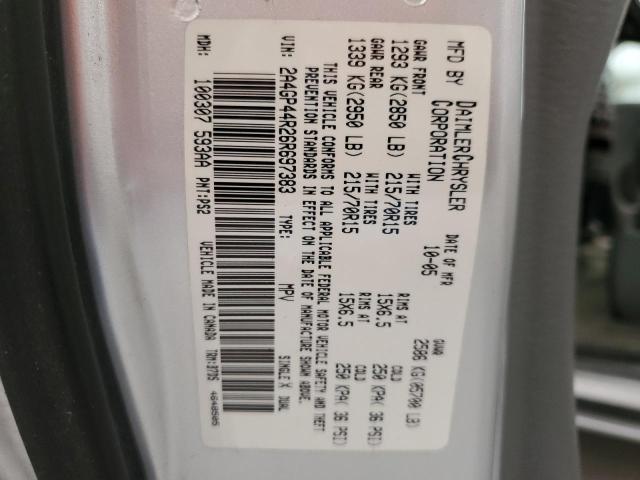 MFD BY DAIMLERCHRYSLER CORPORATION
DATE OF MFR 10-05
GVWR 2586 KG(05700 LB)
GAWR FRONT WITH TIRES RIMS AT COLD
1293 KG(2850 LB) 215/70R15 15X6.5 250 KPA( 36 PSI)
GAWR REAR WITH TIRES RIMS AT COLD
1339 KG(2950 LB) 215/70R15 15X6.5 250 KPA( 36 PSI)
THIS VEHICLE CONFORMS TO ALL APPLICABLE FEDERAL MOTOR VEHICLE SAFETY AND THEFT
PREVENTION STANDARDS IN EFFECT ON THE DATE OF MANUFACTURE SHOWN ABOVE.
VIN: 2A4GP44R26R697383 MPV SINGLE X DUAL
MDH: 100307 593AA PNT:PS2 VEHICLE MADE IN CANADA TRM:D7D5 4648505